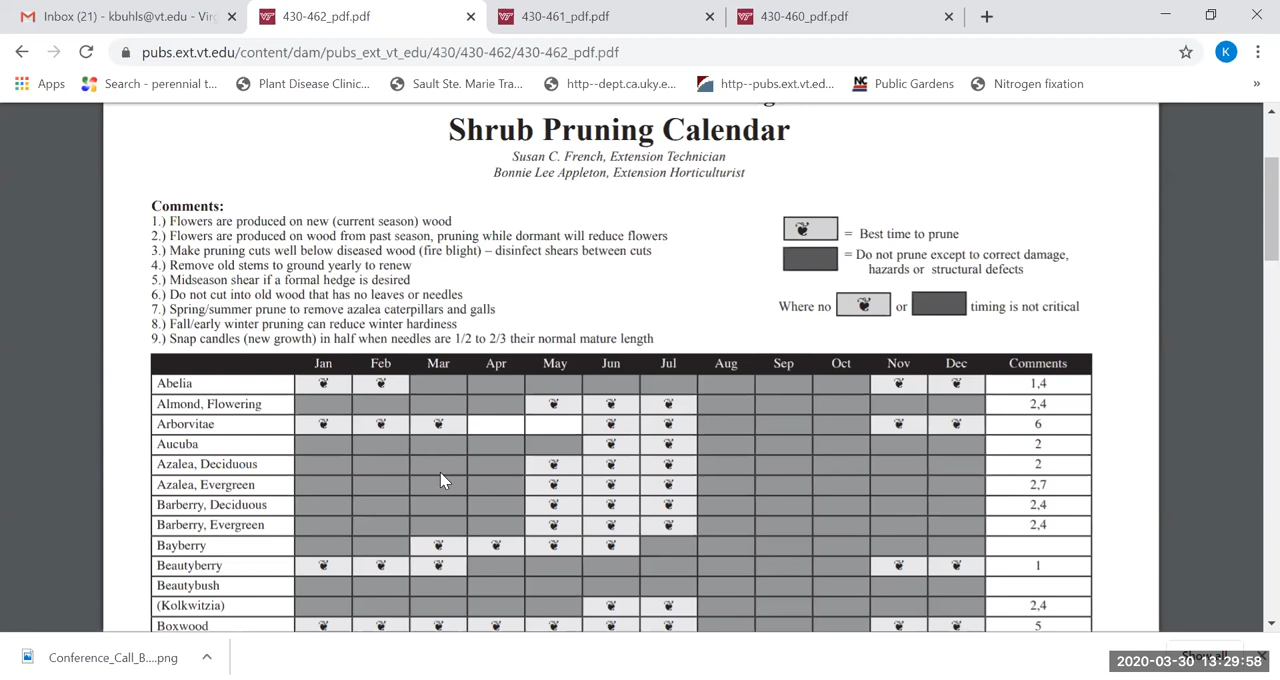 Inbox (21) - kbuhls@vt.edu - Vir
430-462_pdf.pdf
430-461_pdf.pdf
430-460_pdf.pdf
pubs.ext.vt.edu/content/dam/pubs_ext_vt_edu/430/430-462/430-462_pdf.pdf
K
Apps
Search - perennial t...
Plant Disease Clinic...
Sault Ste. Marie Tra...
http--dept.ca.uky.e...
http--pubs.ext.vt.ed...
NC
Public Gardens
Nitrogen fixation
»
Shrub Pruning Calendar
Susan C. French, Extension Technician
Bonnie Lee Appleton, Extension Horticulturist
Comments:
1.) Flowers are produced on new (current season) wood
2.) Flowers are produced on wood from past season, pruning while dormant will reduce flowers
3.) Make pruning cuts well below diseased wood (fire blight) – disinfect shears between cuts
4.) Remove old stems to ground yearly to renew
5.) Midseason shear if a formal hedge is desired
6.) Do not cut into old wood that has no leaves or needles
7.) Spring/summer prune to remove azalea caterpillars and galls
8.) Fall/early winter pruning can reduce winter hardiness
9.) Snap candles (new growth) in half when needles are 1/2 to 2/3 their normal mature length
= Best time to prune
= Do not prune except to correct damage,
hazards or structural defects
Where no or timing is not critical
Jan Feb Mar Apr May Jun Jul Aug Sep Oct Nov Dec Comments
Abelia 1,4
Almond, Flowering 2,4
Arborvitae 6
Aucuba 2
Azalea, Deciduous 2
Azalea, Evergreen 2,7
Barberry, Deciduous 2,4
Barberry, Evergreen 2,4
Bayberry
Beautyberry 1
Beautybush
(Kolkwitzia) 2,4
Boxwood 5
Conference_Call_B....png
Show all
2020-03-30 13:29:58